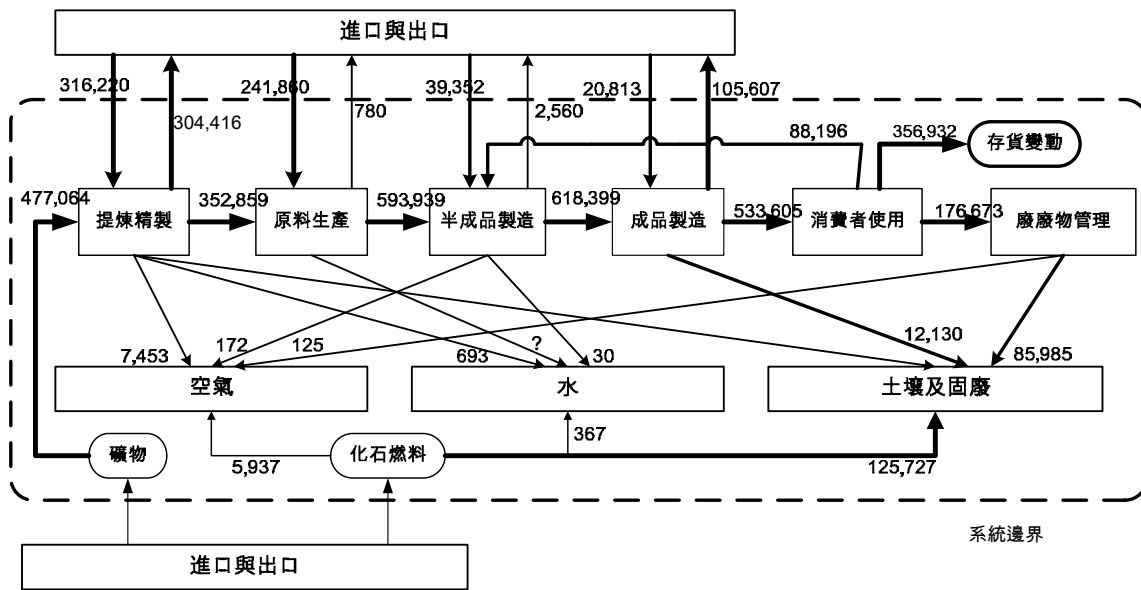 進口與出口
316,220
304,416
241,860
780
39,352
2,560
20,813
105,607
88,196
356,932
存貨變動
477,064
提煉精製
352,859
原料生產
593,939
半成品製造
618,399
成品製造
533,605
消費者使用
176,673
廢廢物管理
7,453
172
125
693
?
30
12,130
85,985
空氣
水
土壤及固廢
礦物
5,937
化石燃料
367
125,727
系統邊界
進口與出口